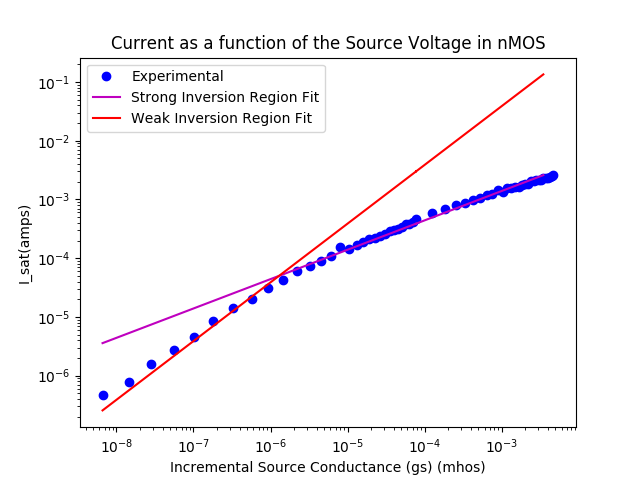 Current as a function of the Source Voltage in nMOS
Experimental
Strong Inversion Region Fit
Weak Inversion Region Fit
I_sat(amps)
10⁻¹
10⁻²
10⁻³
10⁻⁴
10⁻⁵
10⁻⁶
10⁻⁸ 10⁻⁷ 10⁻⁶ 10⁻⁵ 10⁻⁴ 10⁻³
Incremental Source Conductance (gs) (mhos)